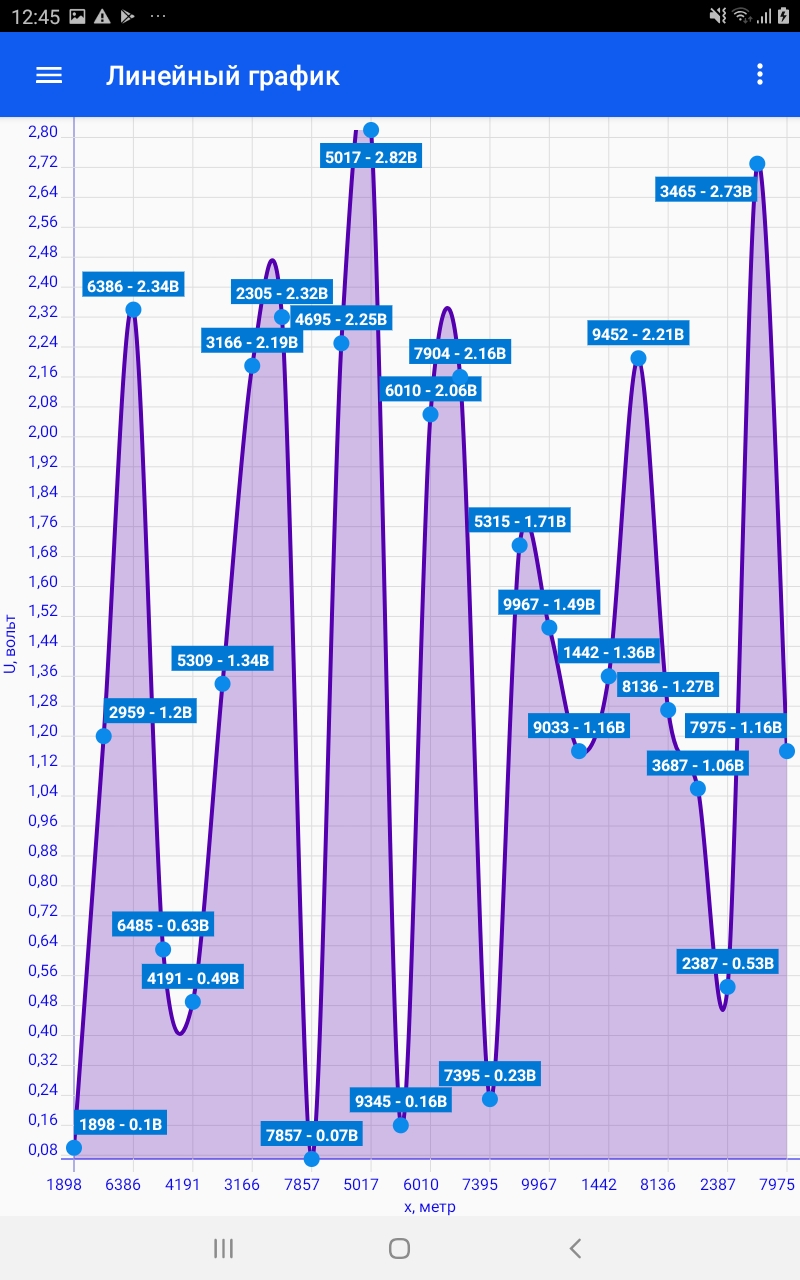 12:45
Линейный график
2,80
2,72
2,64
2,56
2,48
2,40
2,32
2,24
2,16
2,08
2,00
1,92
1,84
1,76
1,68
1,60
1,52
1,44
1,36
1,28
1,20
1,12
1,04
0,96
0,88
0,80
0,72
0,64
0,56
0,48
0,40
0,32
0,24
0,16
0,08
U, вольт
1898 - 0.1В
2959 - 1.2В
6386 - 2.34В
6485 - 0.63В
4191 - 0.49В
5309 - 1.34В
3166 - 2.19В
2305 - 2.32В
7857 - 0.07В
4695 - 2.25В
5017 - 2.82В
9345 - 0.16В
6010 - 2.06В
7904 - 2.16В
7395 - 0.23В
5315 - 1.71В
9967 - 1.49В
9033 - 1.16В
1442 - 1.36В
9452 - 2.21В
8136 - 1.27В
3687 - 1.06В
2387 - 0.53В
3465 - 2.73В
7975 - 1.16В
1898 6386 4191 3166 7857 5017 6010 7395 9967 1442 8136 2387 7975
х, метр